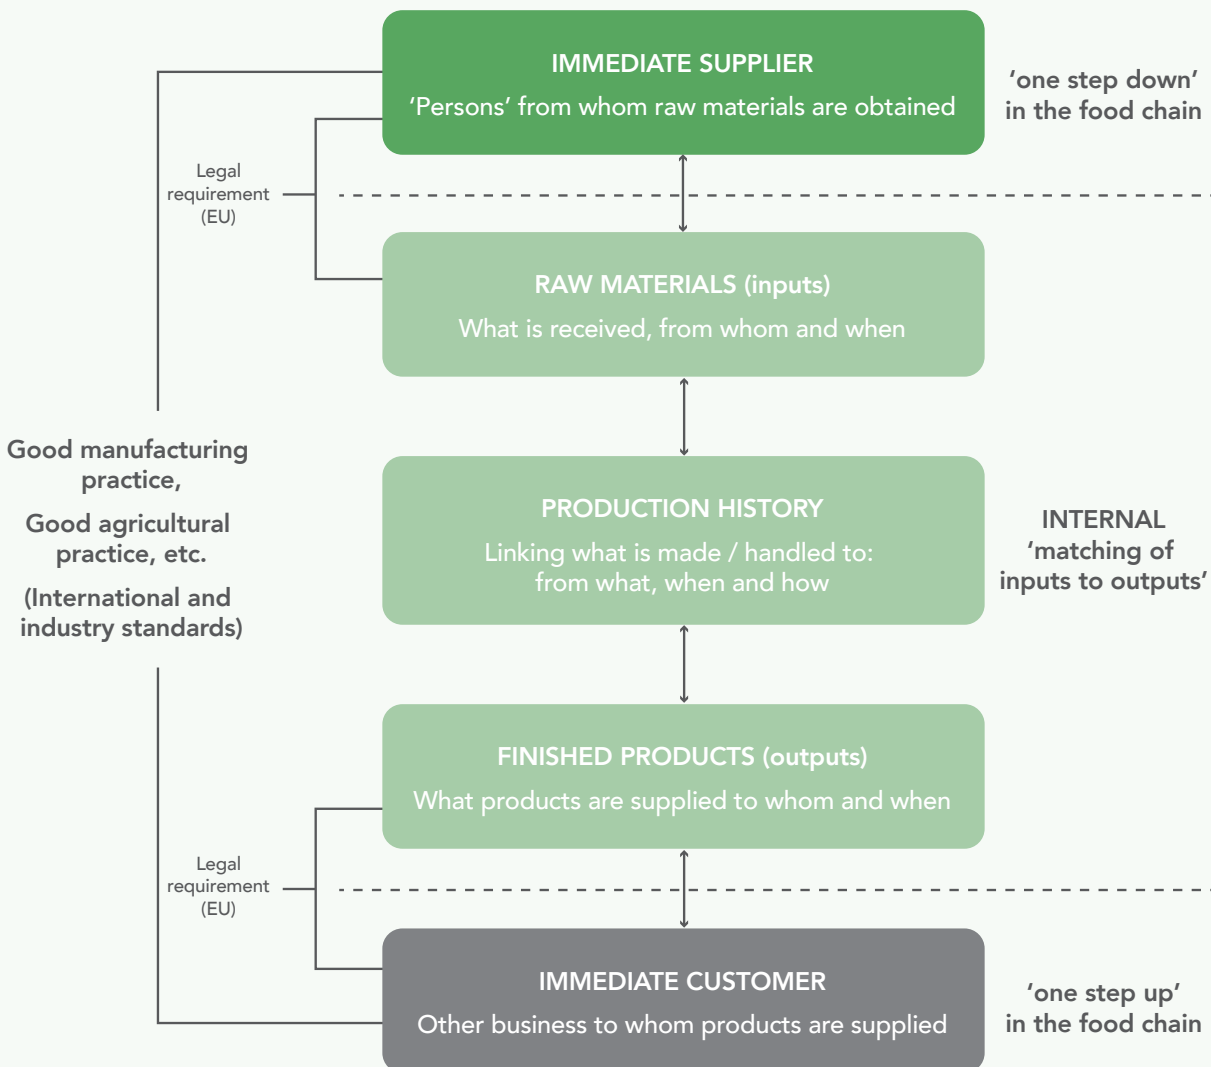 IMMEDIATE SUPPLIER
'Persons' from whom raw materials are obtained
'one step down'
in the food chain
Legal
requirement
(EU)
RAW MATERIALS (inputs)
What is received, from whom and when
Good manufacturing
practice,
Good agricultural
practice, etc.
(International and
industry standards)
PRODUCTION HISTORY
Linking what is made / handled to:
from what, when and how
INTERNAL
'matching of
inputs to outputs'
FINISHED PRODUCTS (outputs)
What products are supplied to whom and when
Legal
requirement
(EU)
IMMEDIATE CUSTOMER
Other business to whom products are supplied
'one step up'
in the food chain